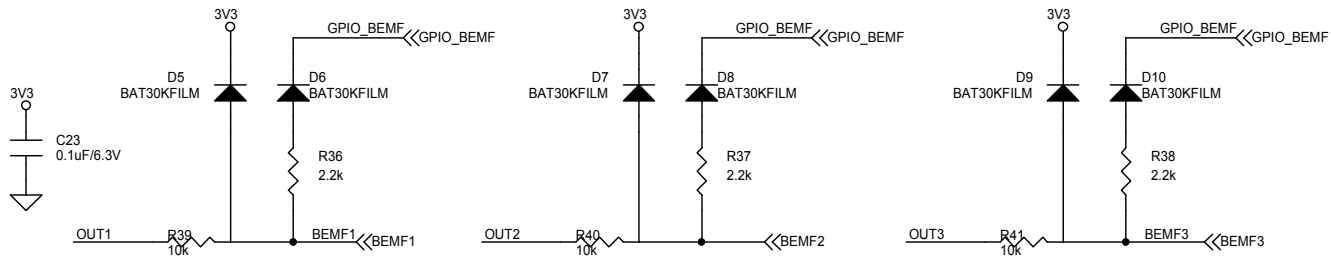 3V3
C23
0.1uF/6.3V
3V3
GPIO_BEMF
GPIO_BEMF
D5
BAT30KFILM
D6
BAT30KFILM
R36
2.2k
OUT1
R39
10k
BEMF1
BEMF1
3V3
GPIO_BEMF
GPIO_BEMF
D7
BAT30KFILM
D8
BAT30KFILM
R37
2.2k
OUT2
R40
10k
BEMF2
BEMF2
3V3
GPIO_BEMF
GPIO_BEMF
D9
BAT30KFILM
D10
BAT30KFILM
R38
2.2k
OUT3
R41
10k
BEMF3
BEMF3